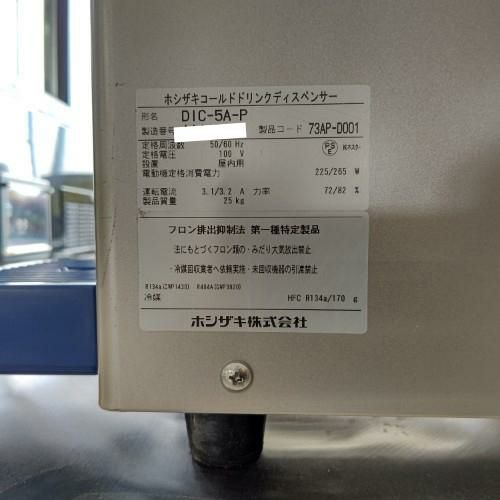 ホシザキコールドドリンクディスペンサー
形名 DIC-5A-P
製造番号 製品コード 73AP-D001
定格周波数 50/60 Hz
定格電圧 100 V
設置 屋内用
電動機定格消費電力 225/265 W
運転電流 3.1/3.2 A 力率 72/82 %
製品質量 25 kg
フロン排出抑制法 第一種特定製品
法にもとづくフロン類の・みだり大気放出禁止
・冷媒回収業者へ依頼実施・未回収機器の引渡禁止
R134a(GWP1430) R404A(GWP3920)
冷媒 HFC R134a/170 g
ホシザキ株式会社